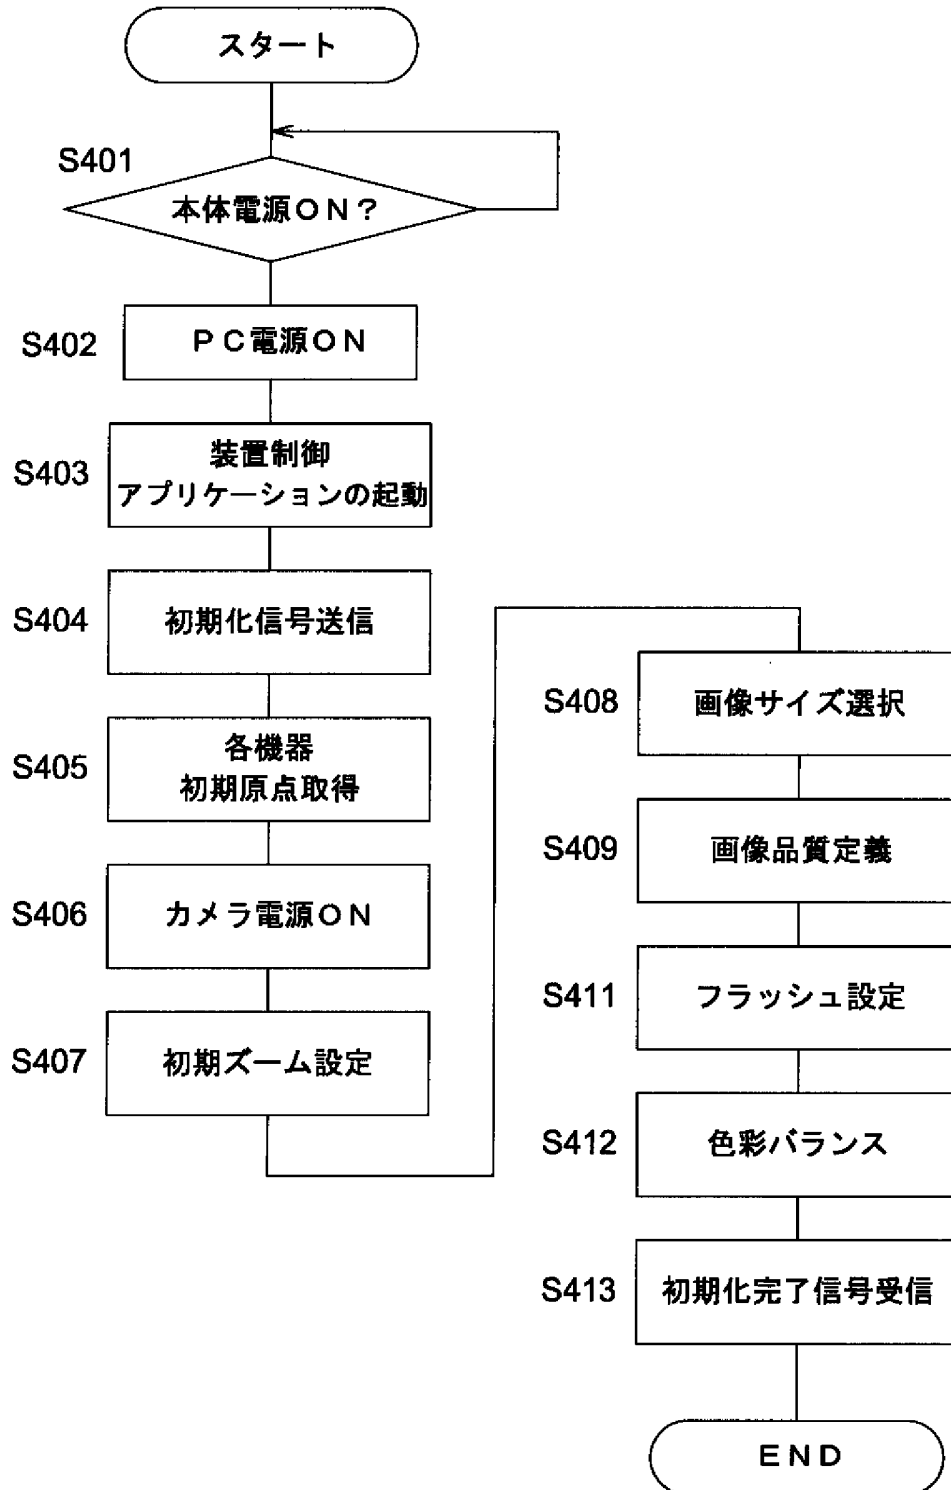 スタート
S401
本体電源ON?
S402
PC電源ON
S403
装置制御
アプリケーションの起動
S404
初期化信号送信
S405
各機器
初期原点取得
S406
カメラ電源ON
S407
初期ズーム設定
S408
画像サイズ選択
S409
画像品質定義
S411
フラッシュ設定
S412
色彩バランス
S413
初期化完了信号受信
END